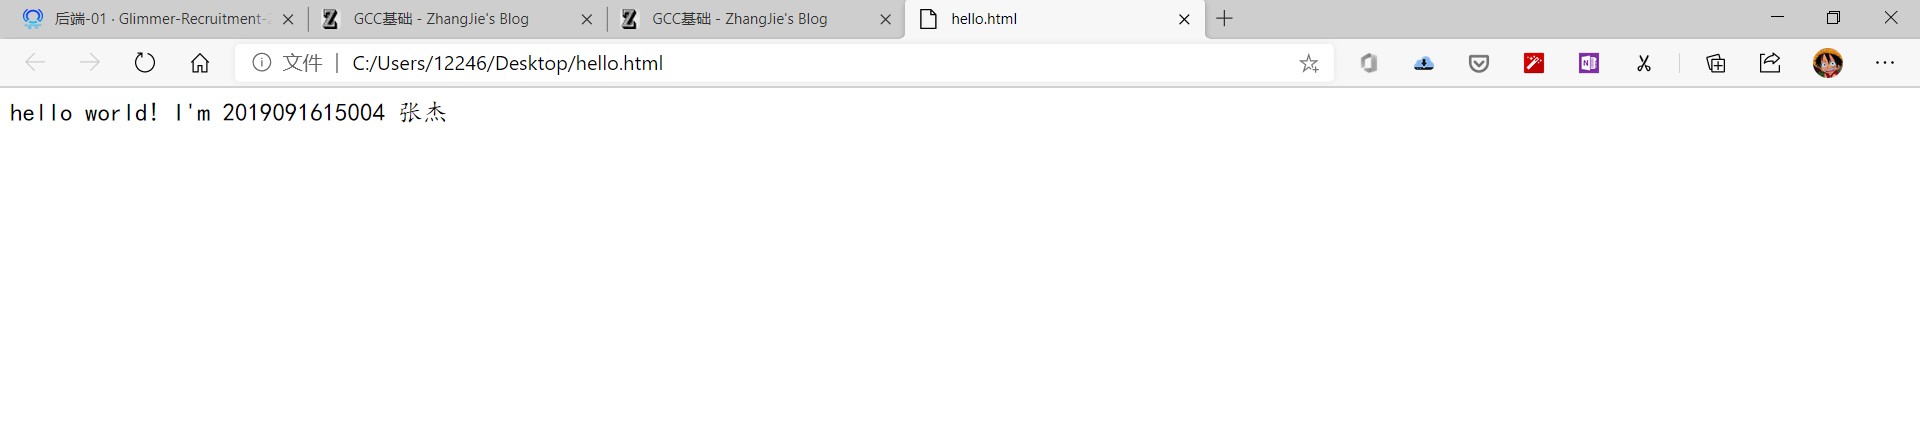 后端-01 · Glimmer-Recruitment-
GCC基础 - ZhangJie's Blog
GCC基础 - ZhangJie's Blog
hello.html
文件 | C:/Users/12246/Desktop/hello.html
hello world! I'm 2019091615004 张杰